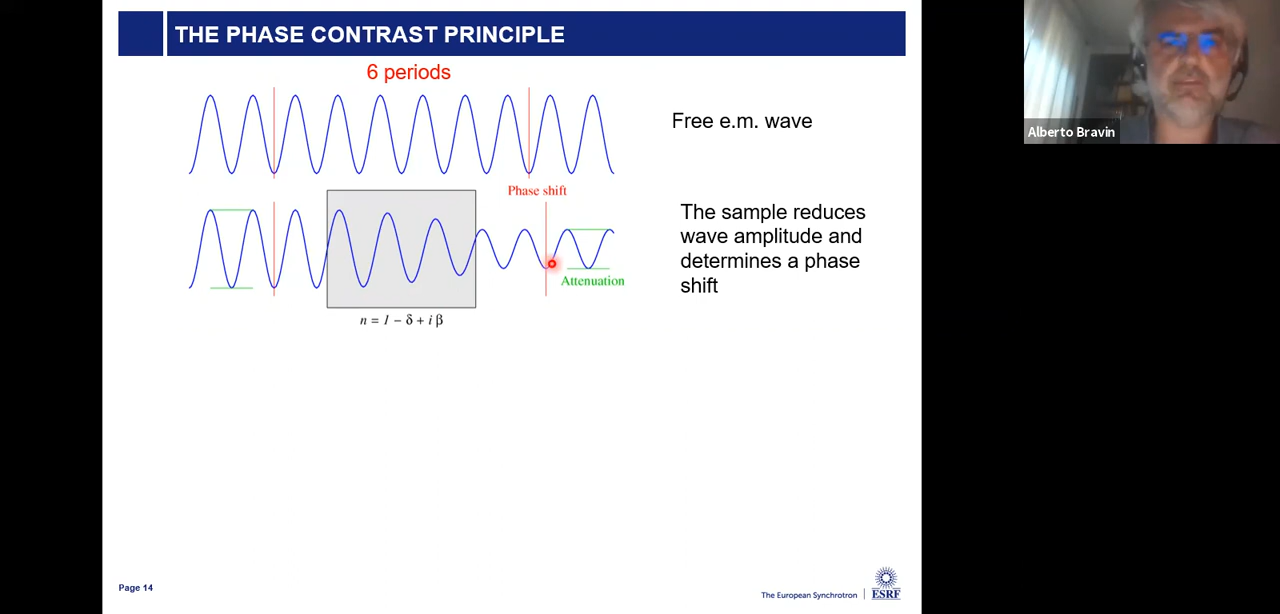 THE PHASE CONTRAST PRINCIPLE
6 periods
Free e.m. wave
Phase shift
The sample reduces
wave amplitude and
determines a phase
shift
Attenuation
n = 1 − δ + i β
Page 14
The European Synchrotron
ESRF
Alberto Bravin